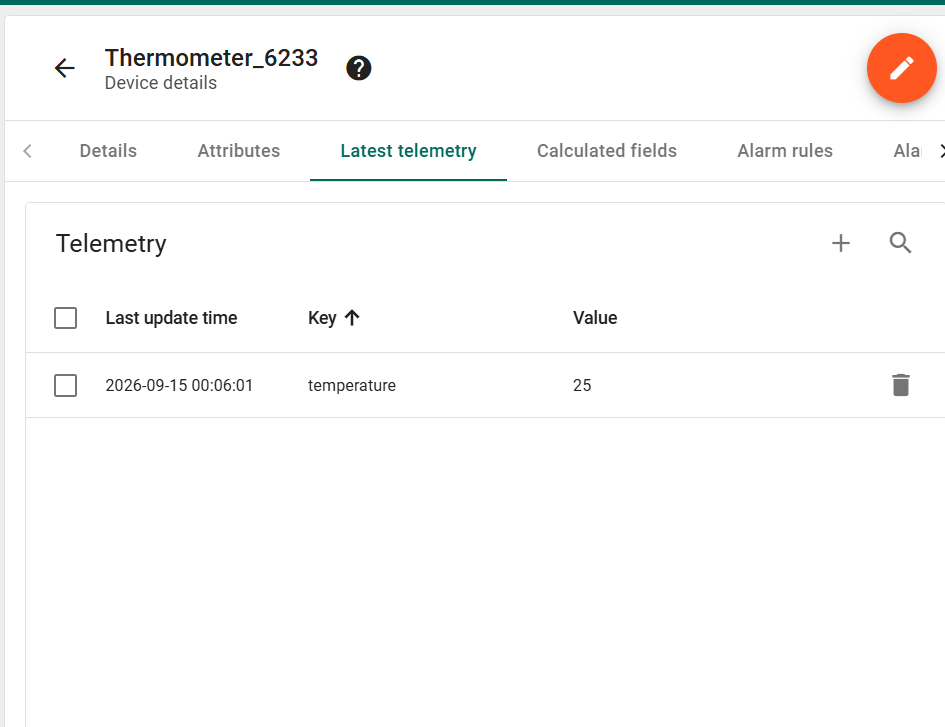 Thermometer_6233
Device details
Details Attributes Latest telemetry Calculated fields Alarm rules Ala
Telemetry
Last update time Key Value
2026-09-15 00:06:01 temperature 25